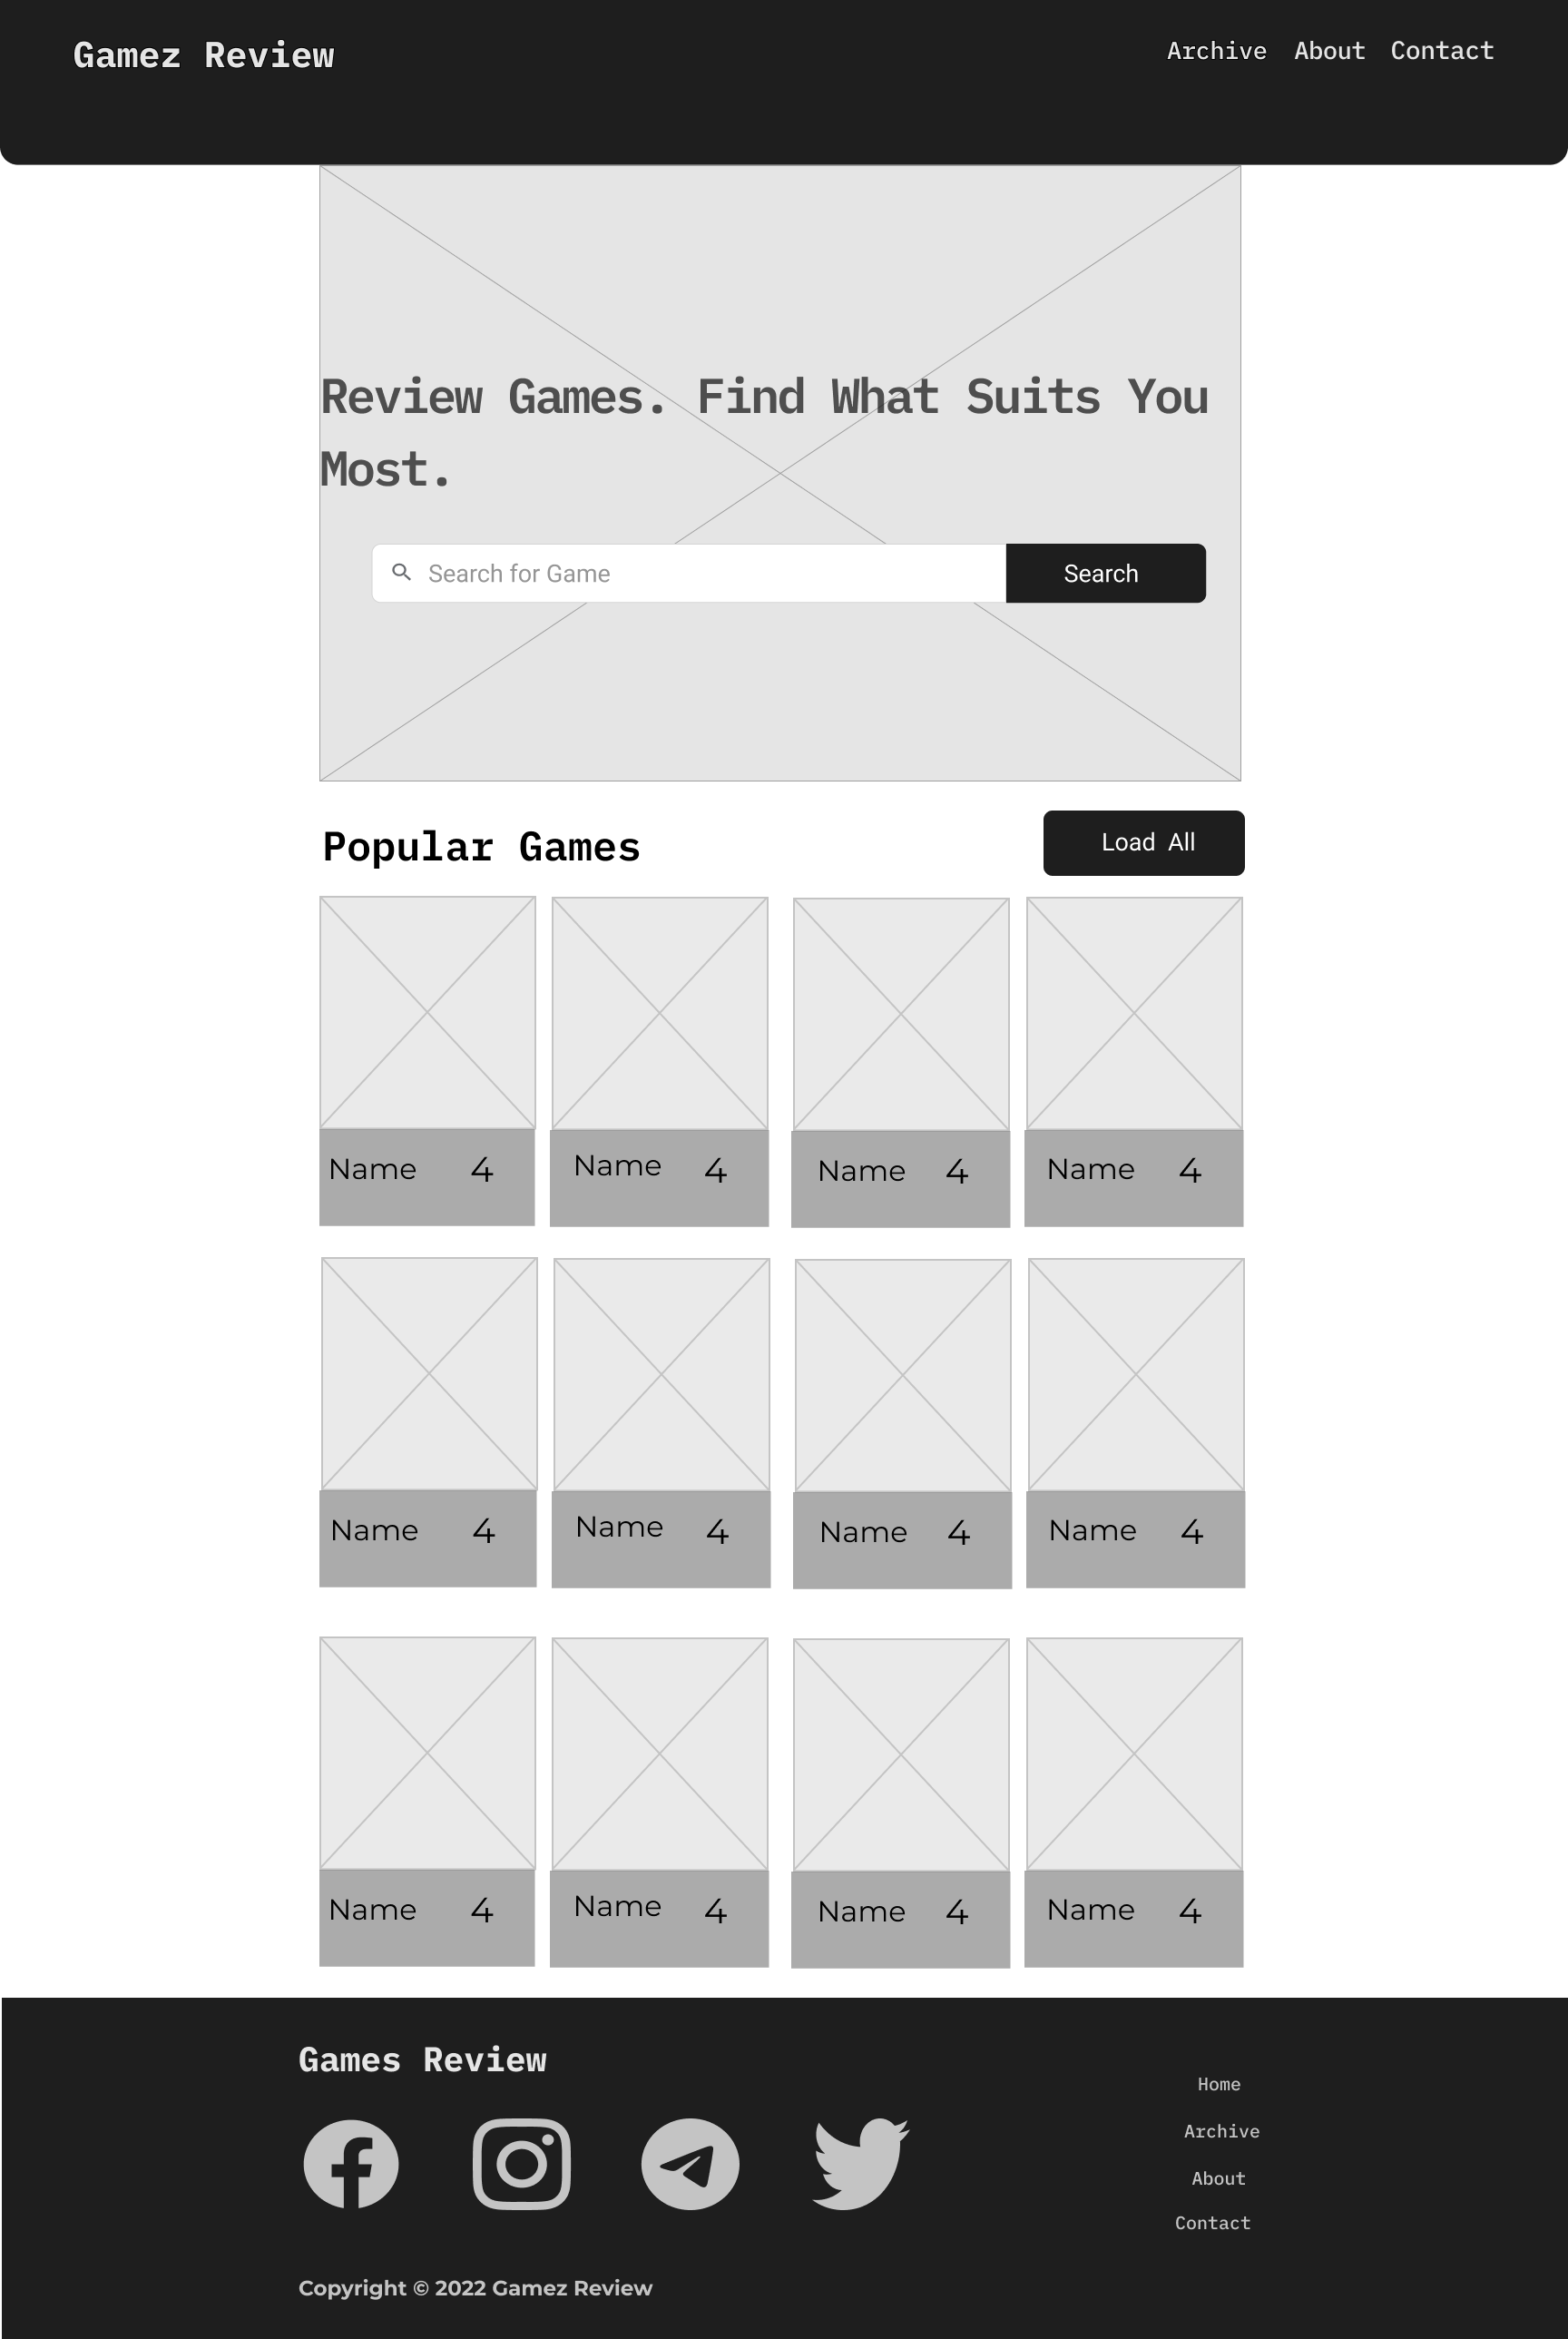 Gamez Review
Archive About Contact
Review Games. Find What Suits You
Most.
Search for Game
Search
Popular Games
Load All
Name 4
Name 4
Name 4
Name 4
Name 4
Name 4
Name 4
Name 4
Name 4
Name 4
Name 4
Name 4
Games Review
Home
Archive
About
Contact
Copyright © 2022 Gamez Review